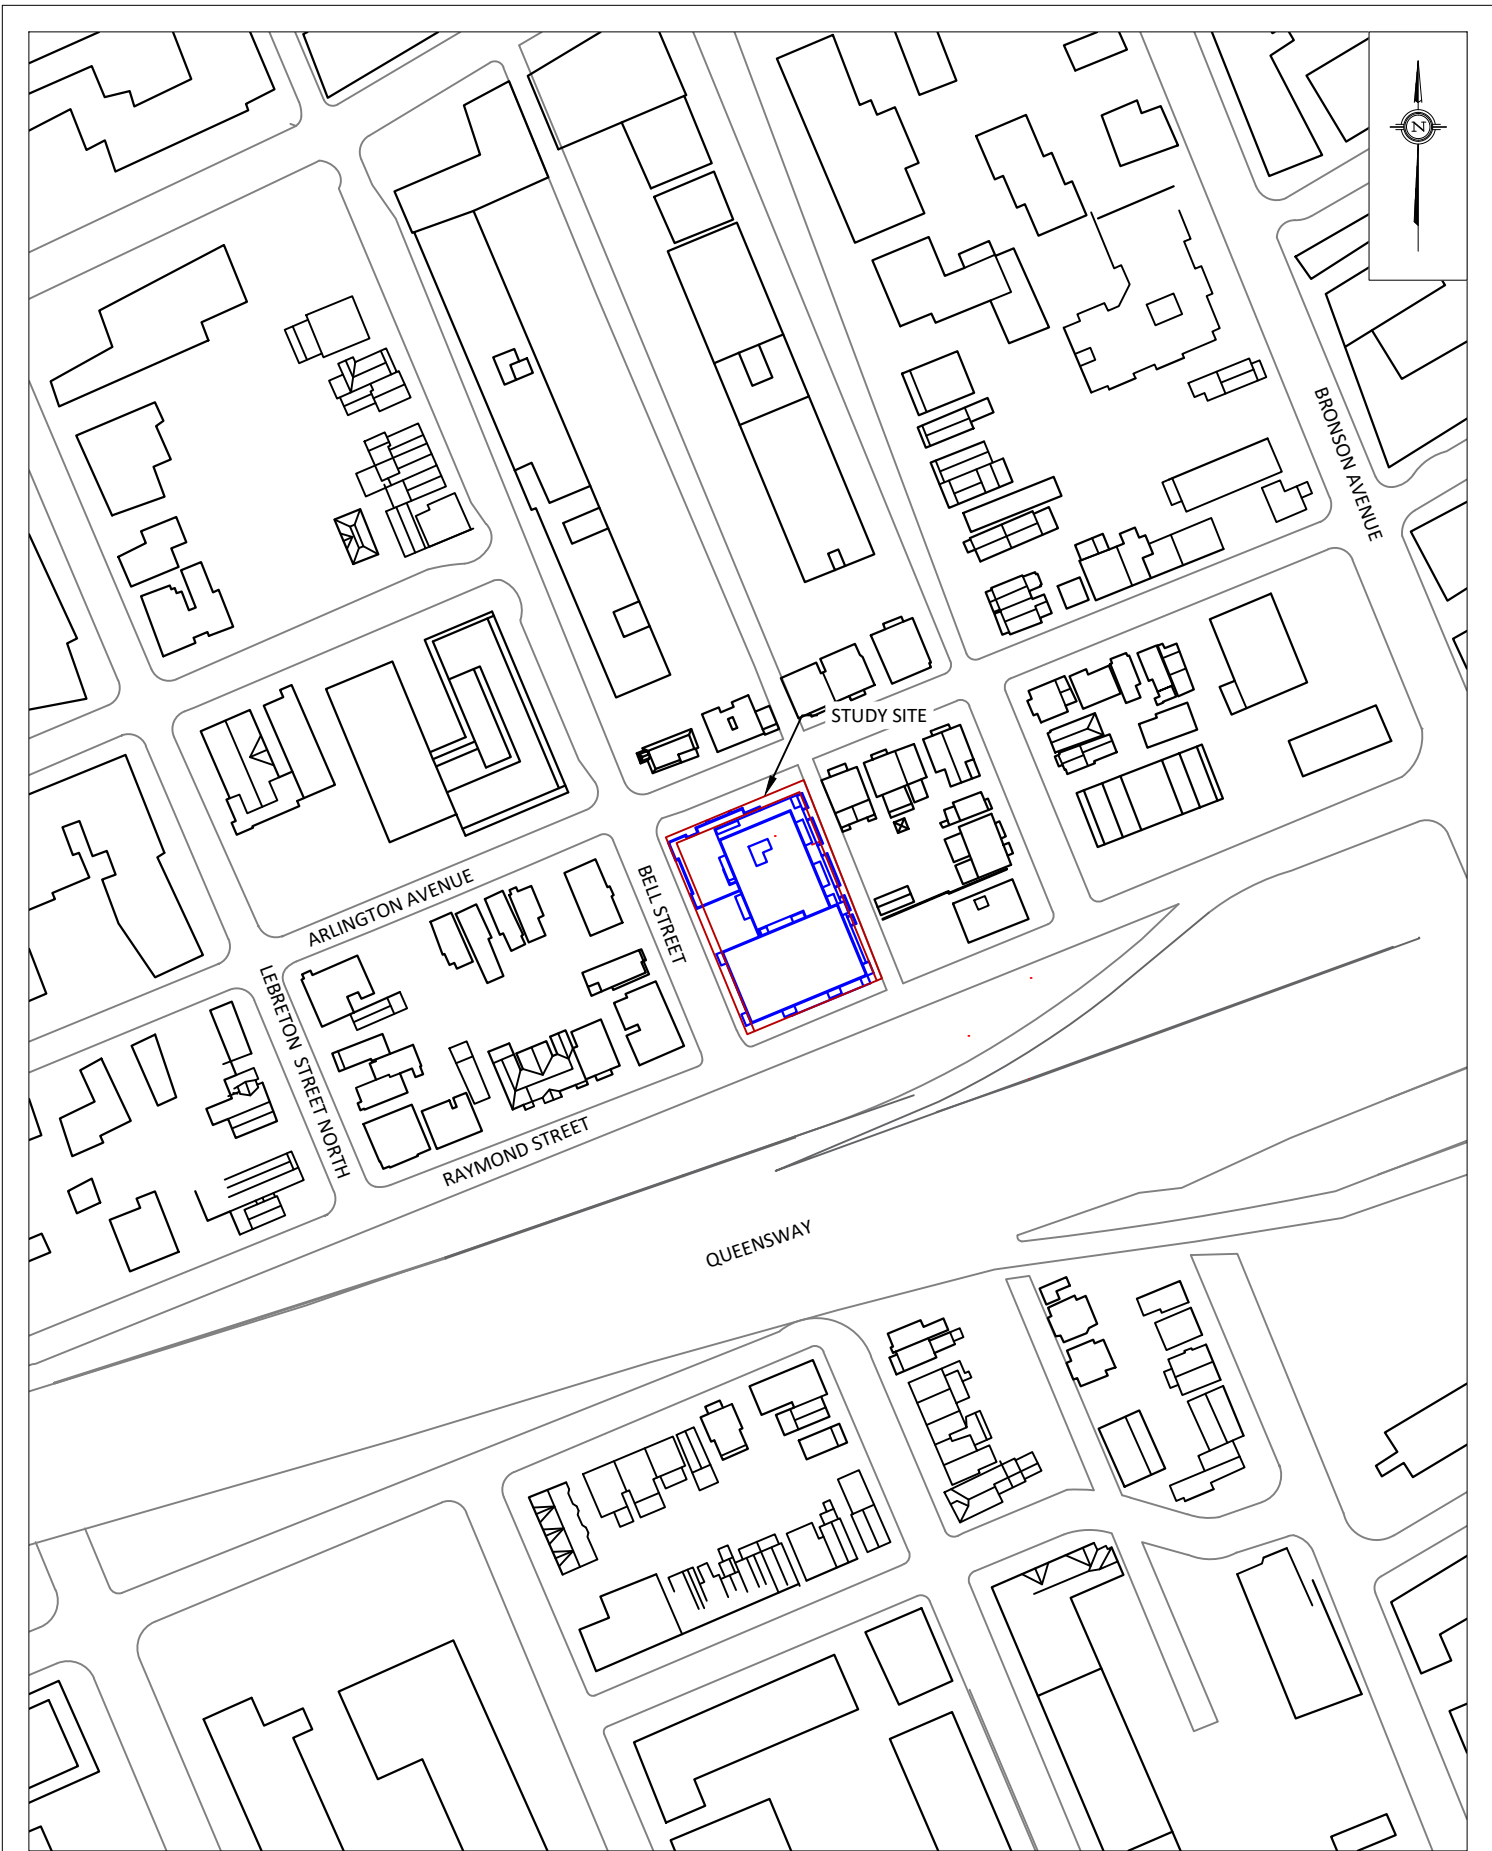 N
BRONSON AVENUE
STUDY SITE
ARLINGTON AVENUE
BELL STREET
LEBRETON STREET NORTH
RAYMOND STREET
QUEENSWAY